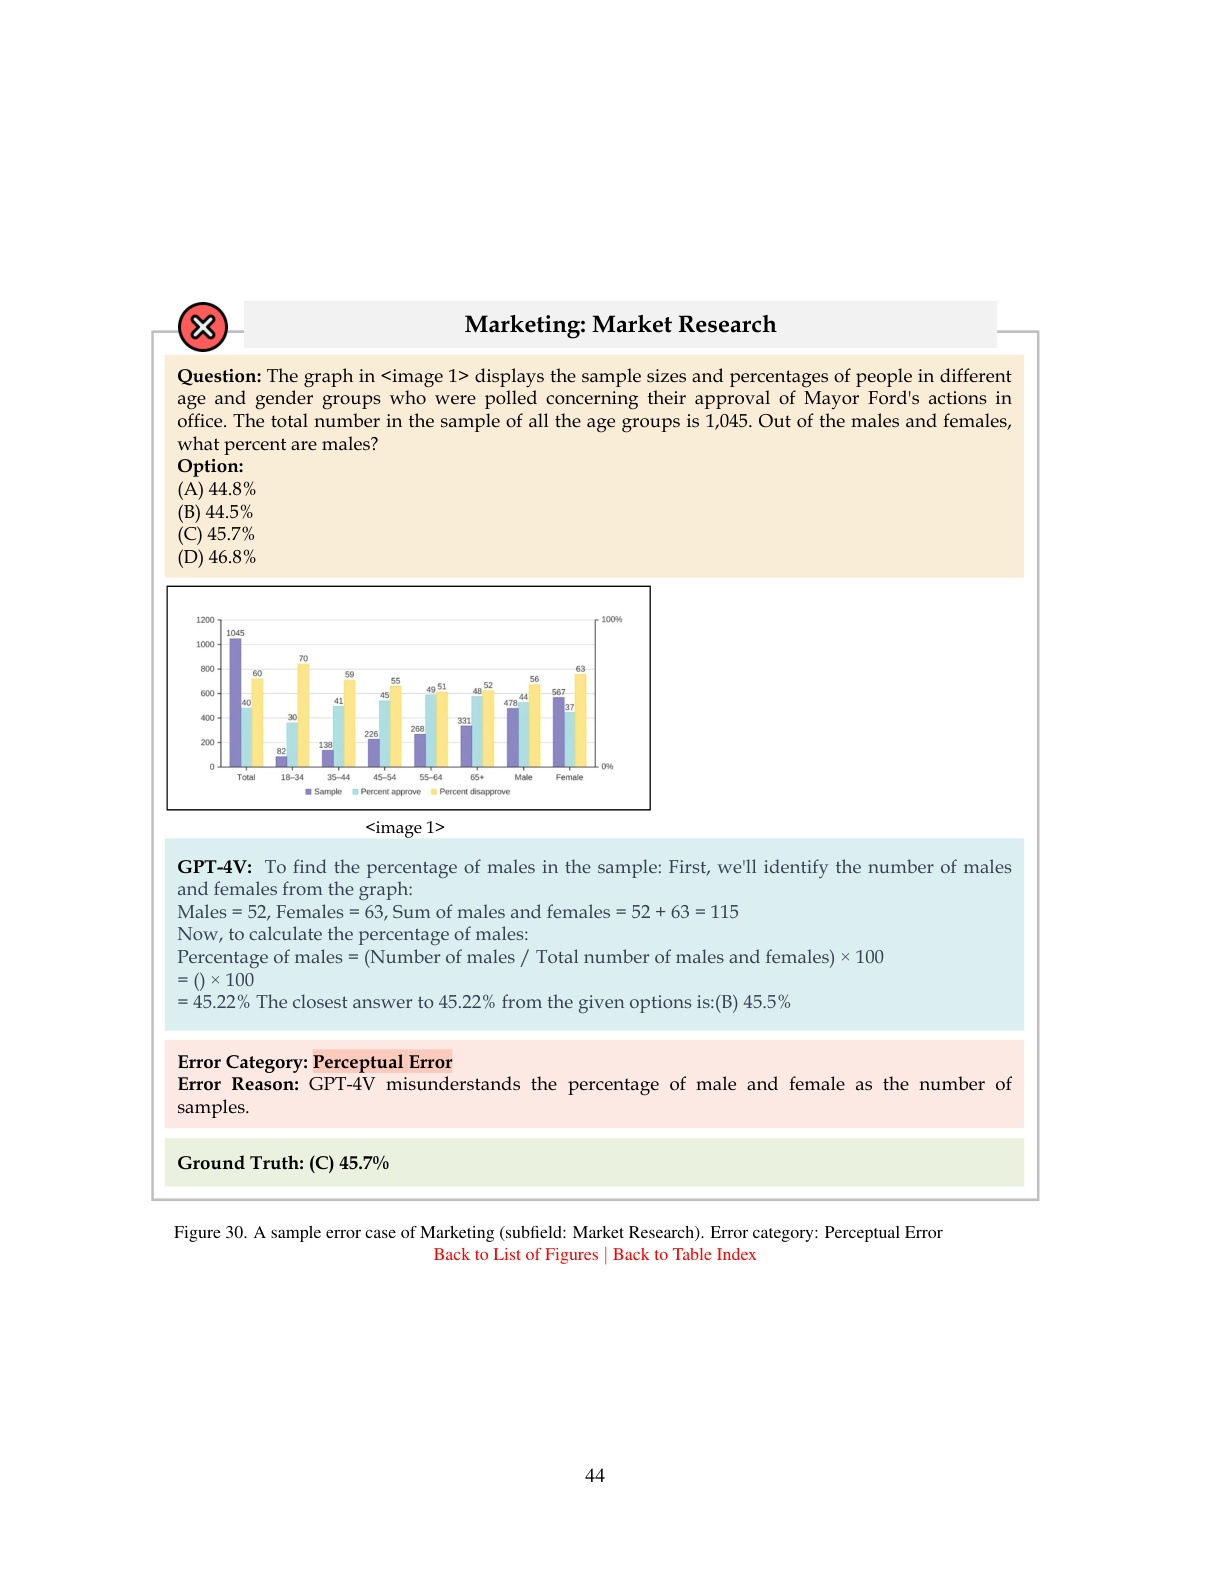 Marketing: Market Research
Question: The graph in <image 1> displays the sample sizes and percentages of people in different
age and gender groups who were polled concerning their approval of Mayor Ford's actions in
office. The total number in the sample of all the age groups is 1,045. Out of the males and females,
what percent are males?
Option:
(A) 44.8%
(B) 44.5%
(C) 45.7%
(D) 46.8%
1200
1000
800
600
400
200
0
100%
0%
1045
40
60
82
30
70
138
41
59
226
45
55
268
49
51
331
48
52
478
44
56
567
37
63
Total
18–34
35–44
45–54
55–64
65+
Male
Female
Sample
Percent approve
Percent disapprove
<image 1>
GPT-4V: To find the percentage of males in the sample: First, we'll identify the number of males
and females from the graph:
Males = 52, Females = 63, Sum of males and females = 52 + 63 = 115
Now, to calculate the percentage of males:
Percentage of males = (Number of males / Total number of males and females) × 100
= () × 100
= 45.22% The closest answer to 45.22% from the given options is:(B) 45.5%
Error Category: Perceptual Error
Error Reason: GPT-4V misunderstands the percentage of male and female as the number of
samples.
Ground Truth: (C) 45.7%
Figure 30. A sample error case of Marketing (subfield: Market Research). Error category: Perceptual Error
Back to List of Figures | Back to Table Index
44